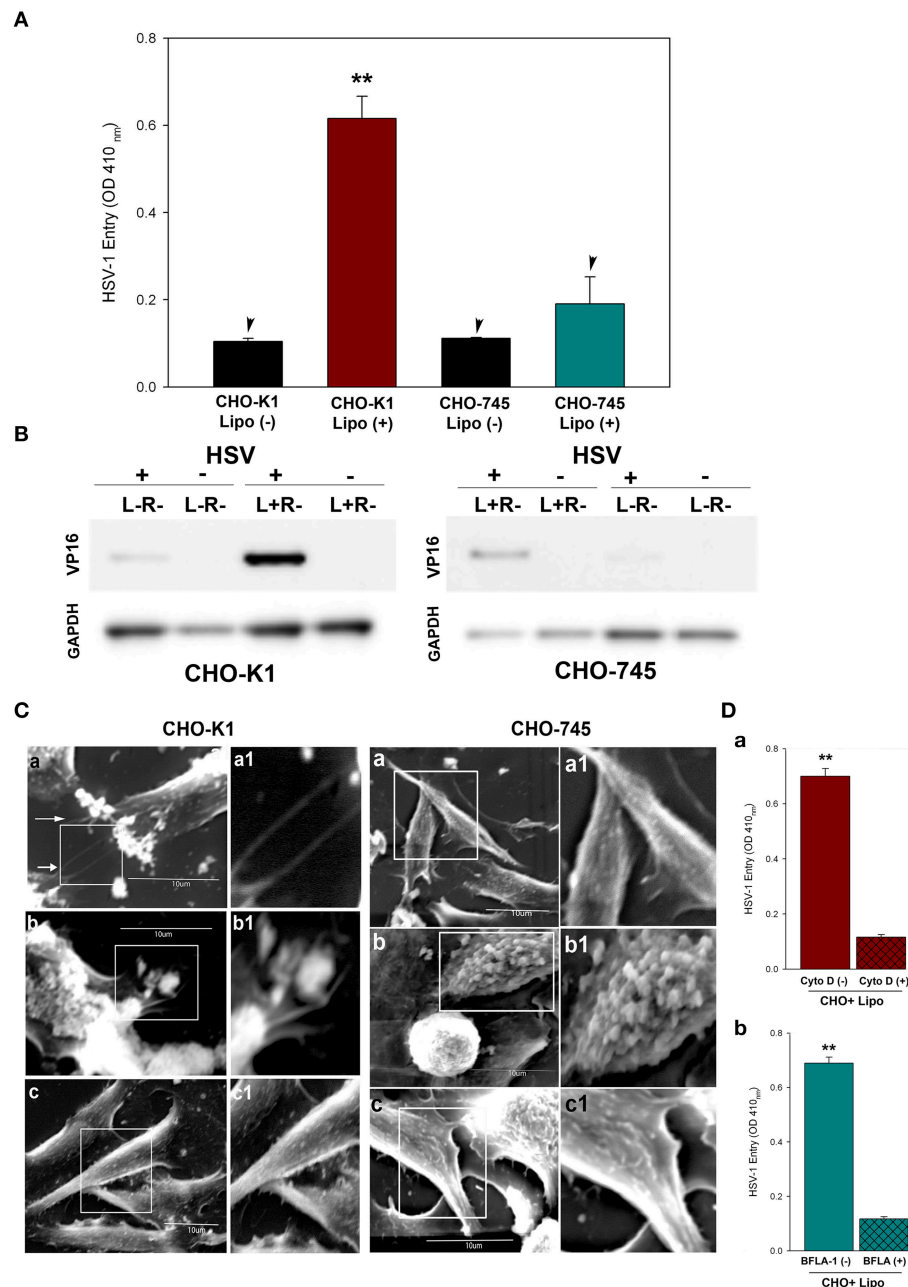 A
HSV-1 Entry (OD 410 nm)
0.8
0.6
0.4
0.2
0.0
**
CHO-K1 Lipo (-)
CHO-K1 Lipo (+)
CHO-745 Lipo (-)
CHO-745 Lipo (+)
B
HSV
+ - + -
L-R- L-R- L+R- L+R-
VP16
GAPDH
CHO-K1
HSV
+ - + -
L+R- L+R- L-R- L-R-
VP16
GAPDH
CHO-745
C
CHO-K1
a
10um
a1
b
10um
b1
c
10um
c1
CHO-745
a
10um
a1
b
10um
b1
c
10um
c1
D
a
HSV-1 Entry (OD 410nm)
0.8
0.6
0.4
0.2
0.0
**
Cyto D (-) Cyto D (+)
CHO+ Lipo
b
HSV-1 Entry (OD 410nm)
0.8
0.6
0.4
0.2
0.0
**
BFLA-1 (-) BFLA (+)
CHO+ Lipo